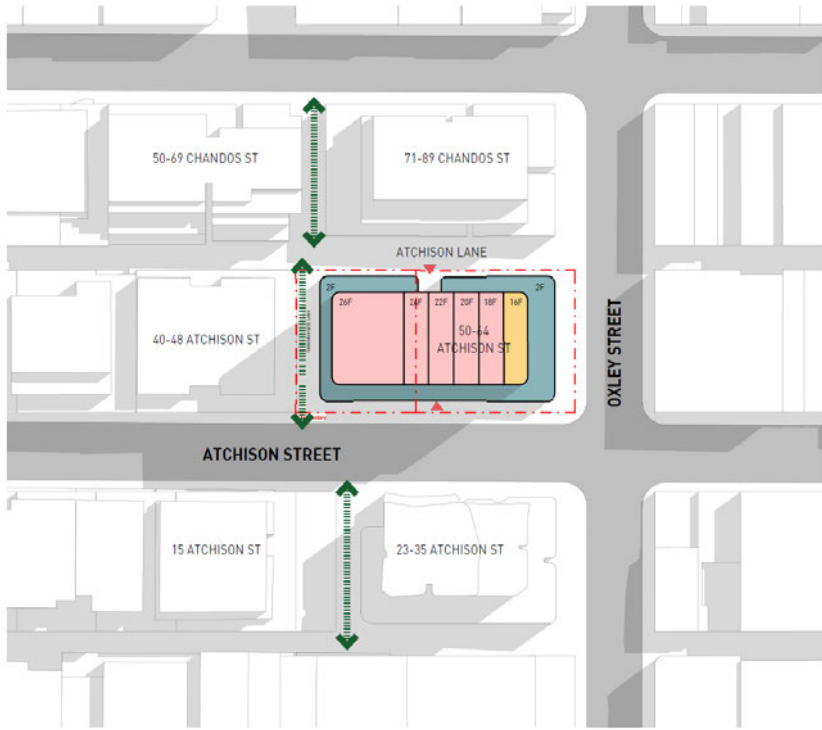 50-69 CHANDOS ST
71-89 CHANDOS ST
ATCHISON LANE
2F
2F
26F
24F
22F
20F
18F
16F
50-64
ATCHISON ST
40-48 ATCHISON ST
OXLEY STREET
ATCHISON STREET
15 ATCHISON ST
23-35 ATCHISON ST